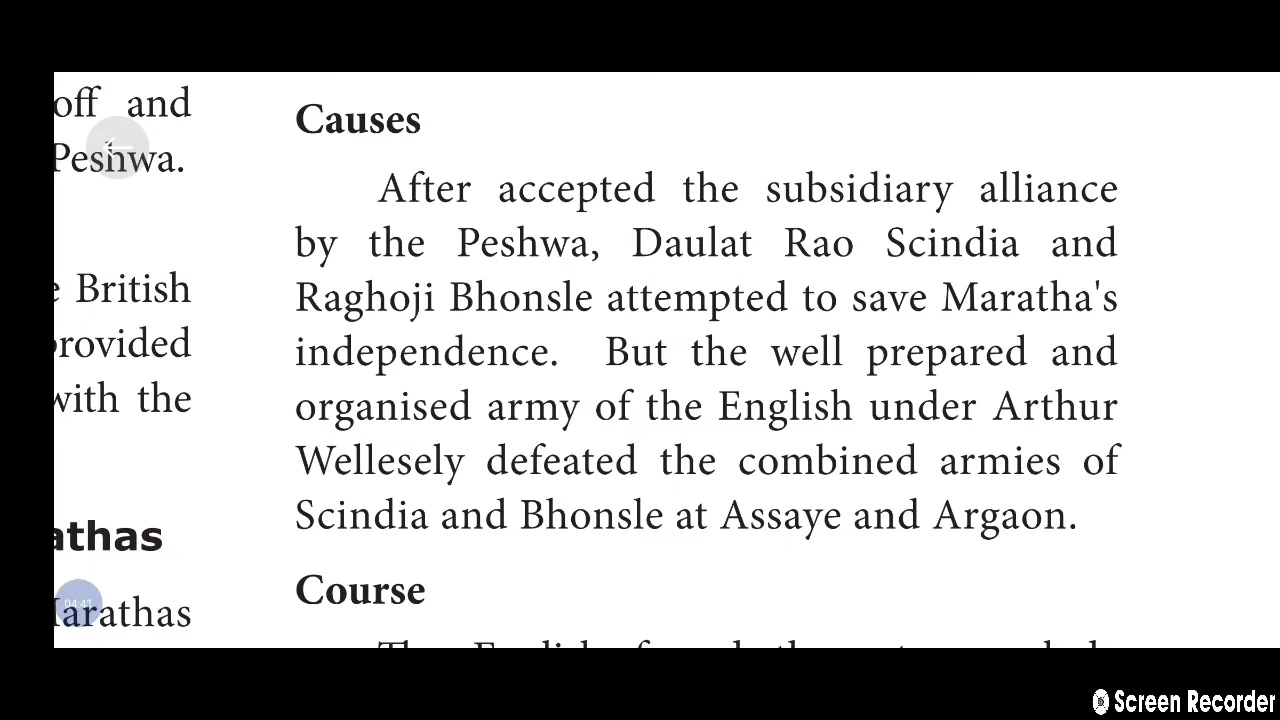 off and
Peshwa.
British
provided
with the
Marathas
Causes
After accepted the subsidiary alliance
by the Peshwa, Daulat Rao Scindia and
Raghoji Bhonsle attempted to save Maratha's
independence. But the well prepared and
organised army of the English under Arthur
Wellesely defeated the combined armies of
Scindia and Bhonsle at Assaye and Argaon.
Course
04:41
Screen Recorder